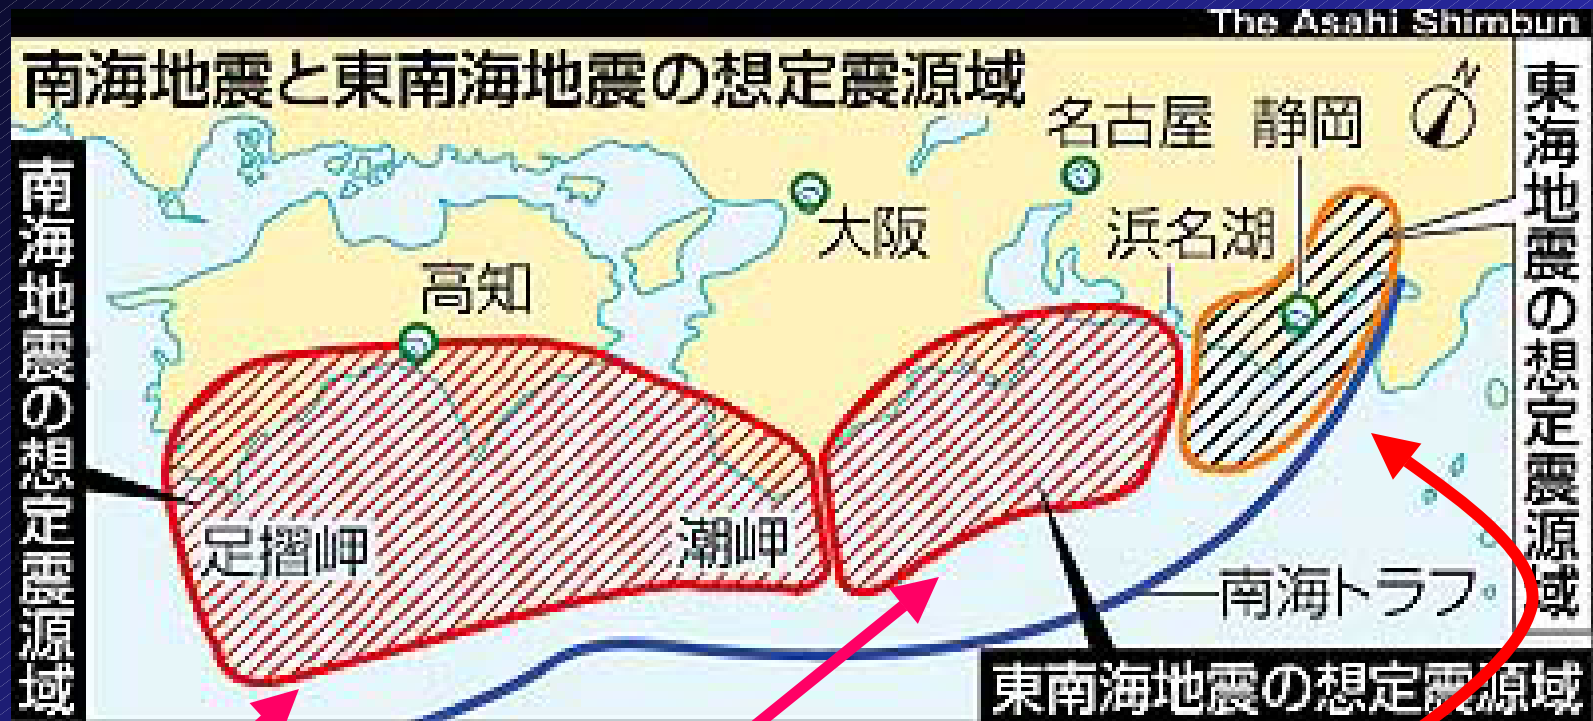 The Asahi Shimbun
南海地震と東南海地震の想定震源域
N
名古屋
静岡
東海地震の想定震源域
南海地震の想定震源域
大阪
浜名湖
高知
足摺岬
潮岬
南海トラフ
東南海地震の想定震源域